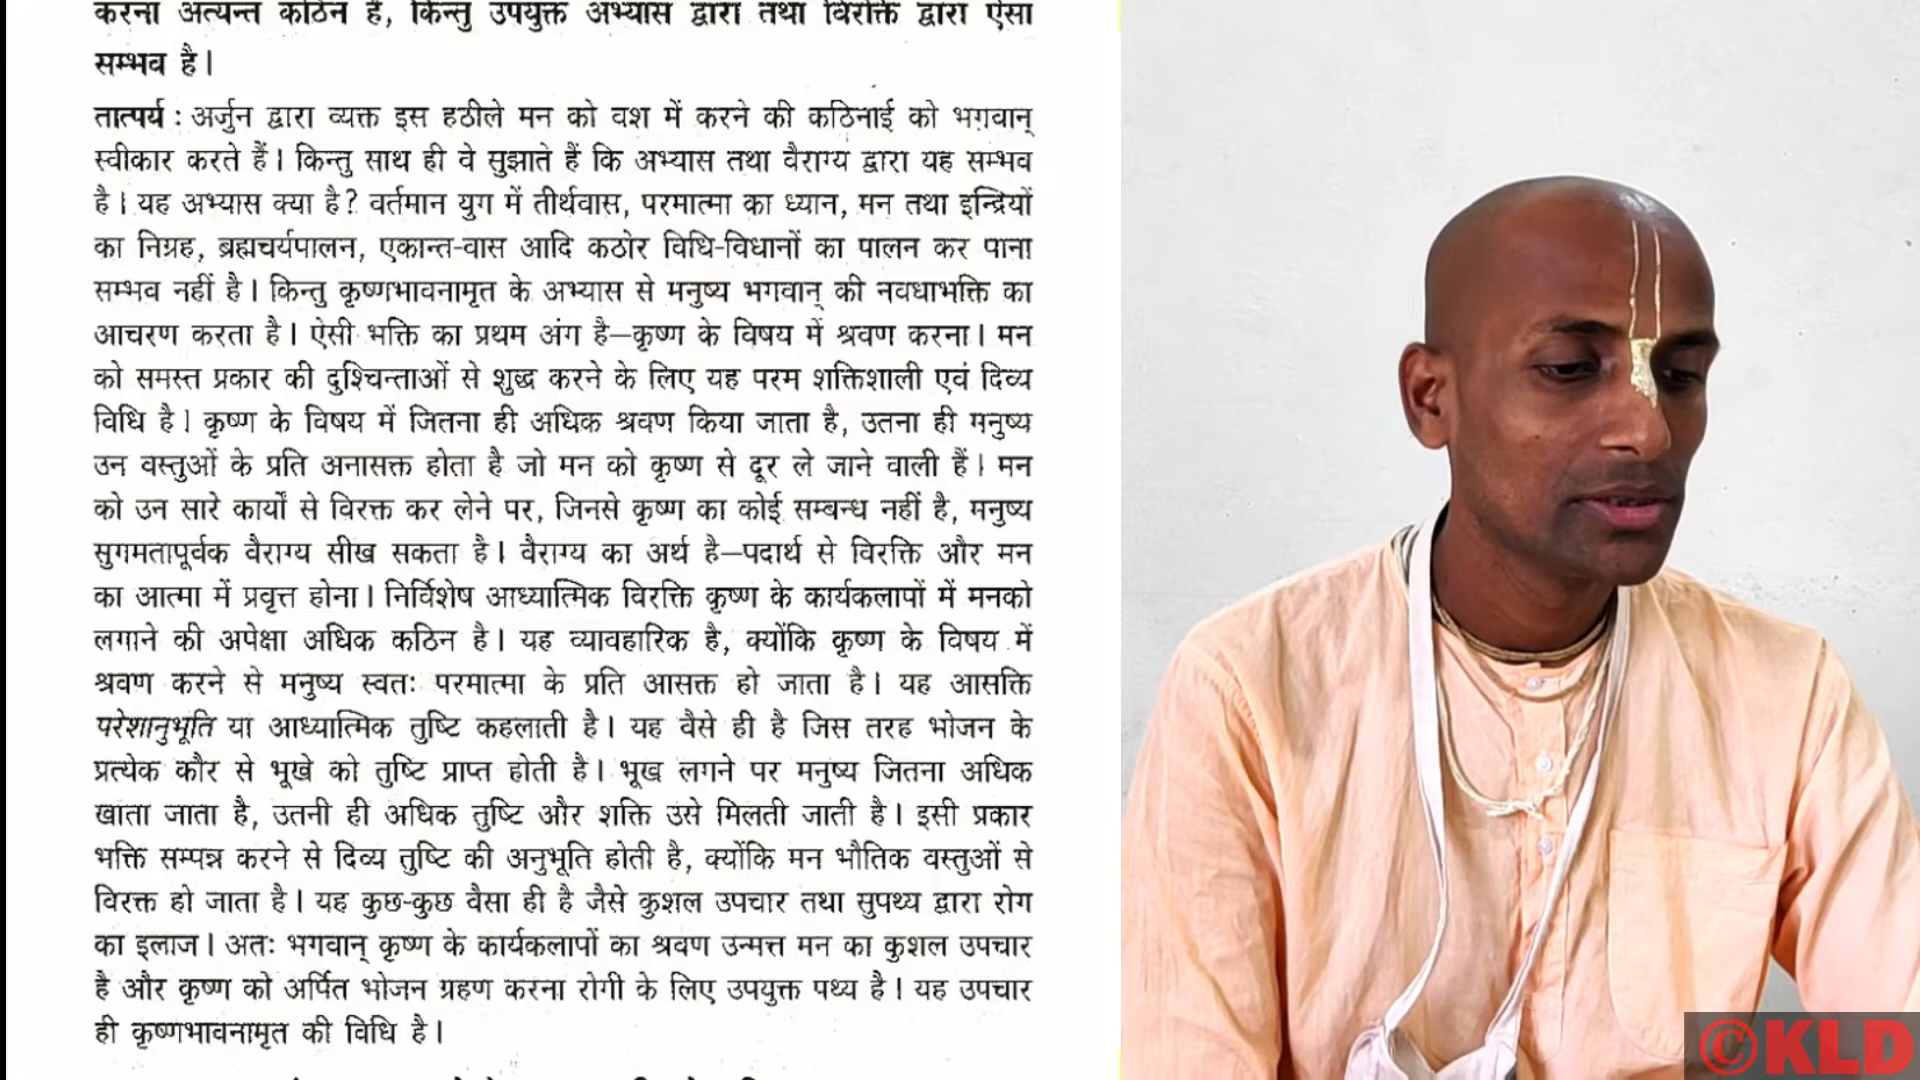 करना अत्यन्त कठिन है, किन्तु उपयुक्त अभ्यास द्वारा तथा विरक्ति द्वारा ऐसा
सम्भव है।
तात्पर्य : अर्जुन द्वारा व्यक्त इस हठीले मन को वश में करने की कठिनाई को भगवान्
स्वीकार करते हैं। किन्तु साथ ही वे सुझाते हैं कि अभ्यास तथा वैराग्य द्वारा यह सम्भव
है। यह अभ्यास क्या है? वर्तमान युग में तीर्थवास, परमात्मा का ध्यान, मन तथा इन्द्रियों
का निग्रह, ब्रह्मचर्यपालन, एकान्त-वास आदि कठोर विधि-विधानों का पालन कर पाना
सम्भव नहीं है। किन्तु कृष्णभावनामृत के अभ्यास से मनुष्य भगवान् की नवधाभक्ति का
आचरण करता है। ऐसी भक्ति का प्रथम अंग है—कृष्ण के विषय में श्रवण करना। मन
को समस्त प्रकार की दुश्चिन्ताओं से शुद्ध करने के लिए यह परम शक्तिशाली एवं दिव्य
विधि है। कृष्ण के विषय में जितना ही अधिक श्रवण किया जाता है, उतना ही मनुष्य
उन वस्तुओं के प्रति अनासक्त होता है जो मन को कृष्ण से दूर ले जाने वाली हैं। मन
को उन सारे कार्यों से विरक्त कर लेने पर, जिनसे कृष्ण का कोई सम्बन्ध नहीं है, मनुष्य
सुगमतापूर्वक वैराग्य सीख सकता है। वैराग्य का अर्थ है—पदार्थ से विरक्ति और मन
का आत्मा में प्रवृत्त होना। निर्विशेष आध्यात्मिक विरक्ति कृष्ण के कार्यकलापों में मनको
लगाने की अपेक्षा अधिक कठिन है। यह व्यावहारिक है, क्योंकि कृष्ण के विषय में
श्रवण करने से मनुष्य स्वतः परमात्मा के प्रति आसक्त हो जाता है। यह आसक्ति
परेशानुभूति या आध्यात्मिक तुष्टि कहलाती है। यह वैसे ही है जिस तरह भोजन के
प्रत्येक कौर से भूखे को तुष्टि प्राप्त होती है। भूख लगने पर मनुष्य जितना अधिक
खाता जाता है, उतनी ही अधिक तुष्टि और शक्ति उसे मिलती जाती है। इसी प्रकार
भक्ति सम्पन्न करने से दिव्य तुष्टि की अनुभूति होती है, क्योंकि मन भौतिक वस्तुओं से
विरक्त हो जाता है। यह कुछ-कुछ वैसा ही है जैसे कुशल उपचार तथा सुपथ्य द्वारा रोग
का इलाज। अतः भगवान् कृष्ण के कार्यकलापों का श्रवण उन्मत्त मन का कुशल उपचार
है और कृष्ण को अर्पित भोजन ग्रहण करना रोगी के लिए उपयुक्त पथ्य है। यह उपचार
ही कृष्णभावनामृत की विधि है।
©KLD